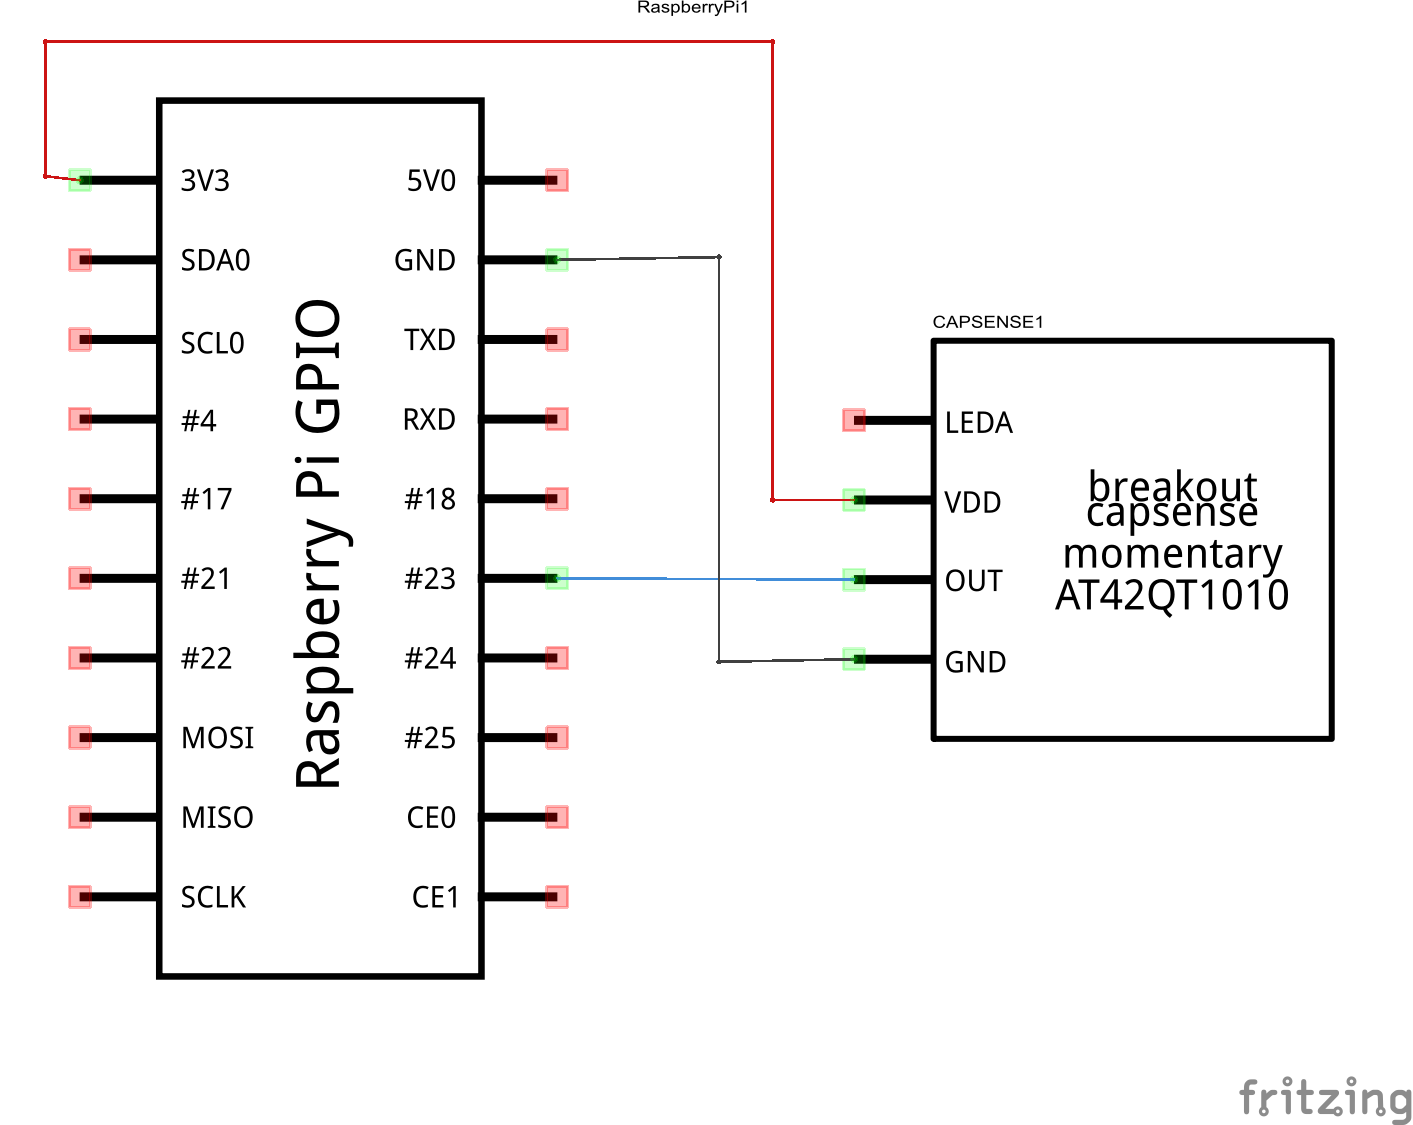 RaspberryPi1
3V3
SDA0
SCL0
#4
#17
#21
#22
MOSI
MISO
SCLK
Raspberry Pi GPIO
5V0
GND
TXD
RXD
#18
#23
#24
#25
CE0
CE1
CAPSENSE1
LEDA
VDD
OUT
GND
breakout
capsense
momentary
AT42QT1010
fritzing